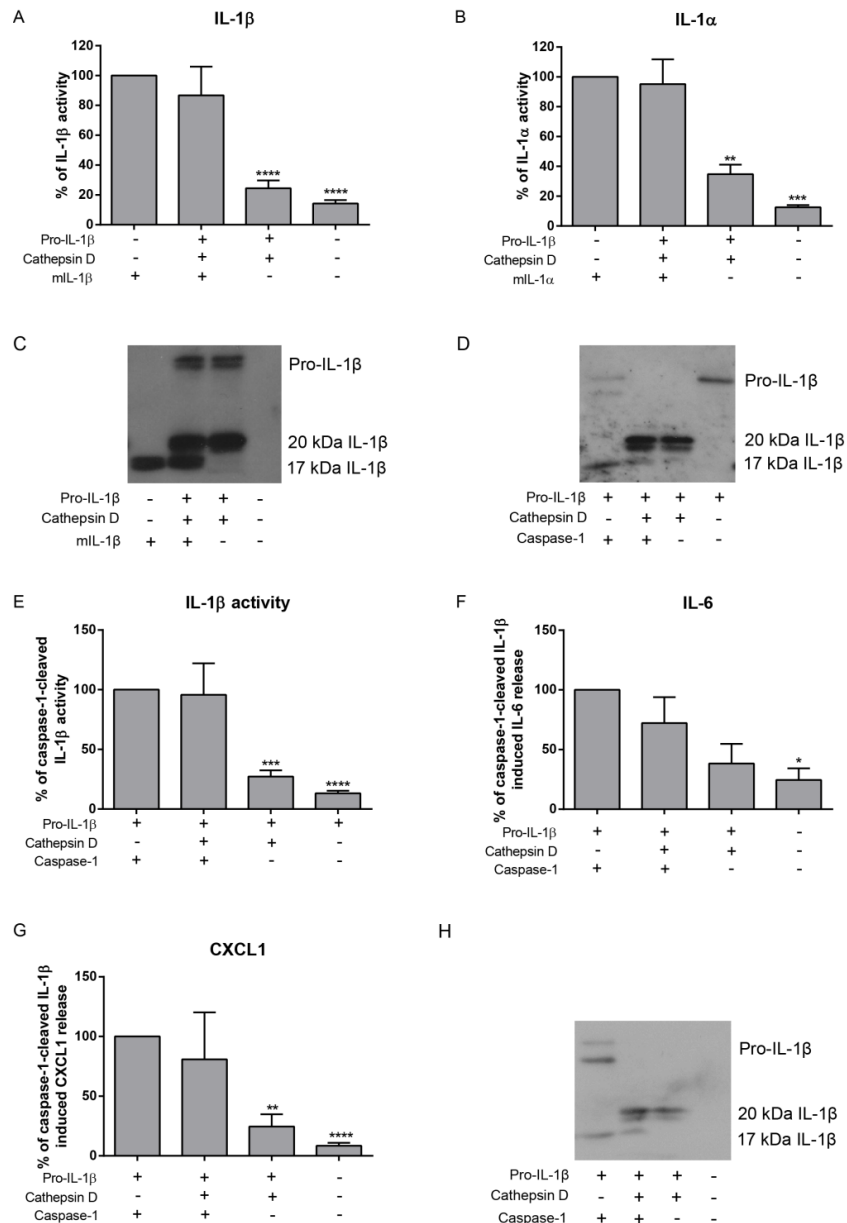 A
IL-1β
% of IL-1β activity
120
100
80
60
40
20
0
Pro-IL-1β - + + -
Cathepsin D - + + -
mIL-1β + + - -
****
****
B
IL-1α
% of IL-1α activity
120
100
80
60
40
20
0
Pro-IL-1β - + + -
Cathepsin D - + + -
mIL-1α + + - -
**
***
C
Pro-IL-1β
20 kDa IL-1β
17 kDa IL-1β
Pro-IL-1β - + + -
Cathepsin D - + + -
mIL-1β + + - -
D
Pro-IL-1β
20 kDa IL-1β
17 kDa IL-1β
Pro-IL-1β + + + +
Cathepsin D - + + -
Caspase-1 + + - -
E
IL-1β activity
% of caspase-1-cleaved
IL-1β activity
150
100
50
0
***
****
Pro-IL-1β + + + +
Cathepsin D - + + -
Caspase-1 + + - -
F
IL-6
% of caspase-1-cleaved IL-1β
induced IL-6 release
150
100
50
0
*
Pro-IL-1β + + + -
Cathepsin D - + + -
Caspase-1 + + - -
G
CXCL1
% of caspase-1-cleaved IL-1β
induced CXCL1 release
150
100
50
0
**
****
Pro-IL-1β + + + -
Cathepsin D - + + -
Caspase-1 + + - -
H
Pro-IL-1β
20 kDa IL-1β
17 kDa IL-1β
Pro-IL-1β + + + -
Cathepsin D - + + -
Caspase-1 + + - -